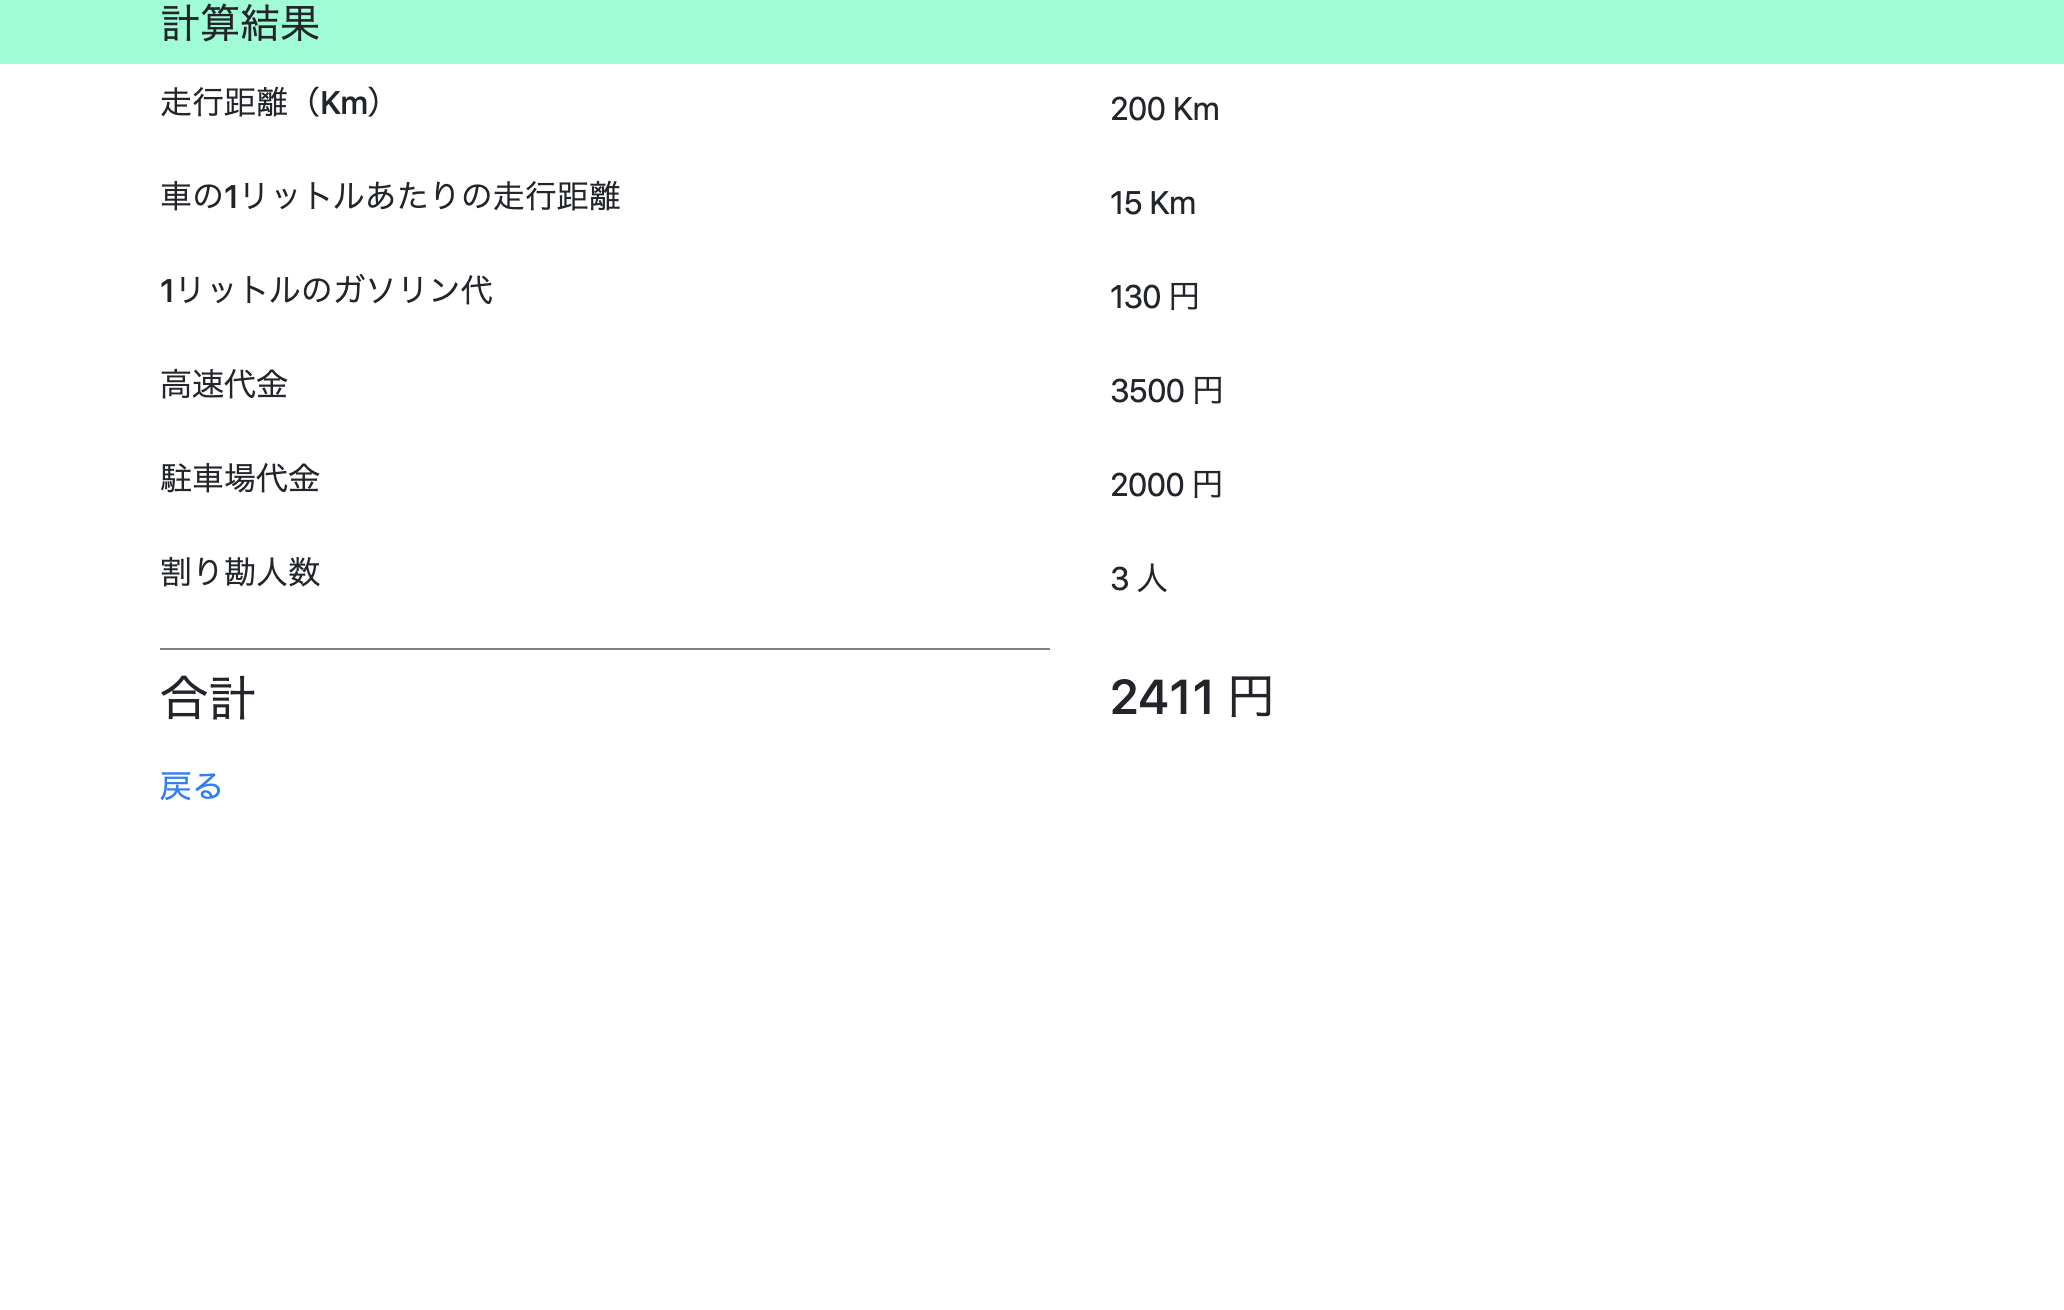 計算結果
走行距離（Km） 200 Km
車の1リットルあたりの走行距離 15 Km
1リットルのガソリン代 130 円
高速代金 3500 円
駐車場代金 2000 円
割り勘人数 3 人
合計 2411 円
戻る